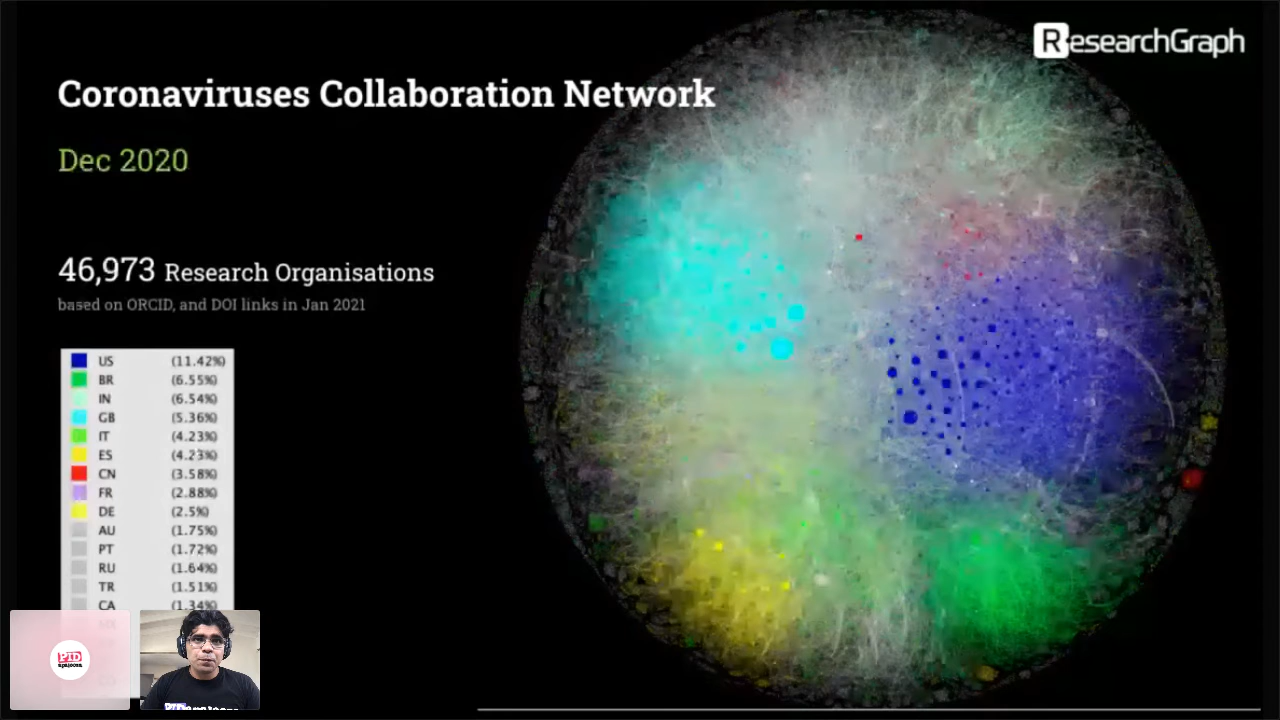 ResearchGraph
Coronaviruses Collaboration Network
Dec 2020
46,973 Research Organisations
based on ORCID, and DOI links in Jan 2021
US (11.42%)
BR (6.55%)
IN (6.54%)
GB (5.36%)
IT (4.23%)
ES (4.23%)
CN (3.58%)
FR (2.88%)
DE (2.5%)
AU (1.75%)
PT (1.72%)
RU (1.64%)
TR (1.51%)
CA (1.34%)
PID
apalooza